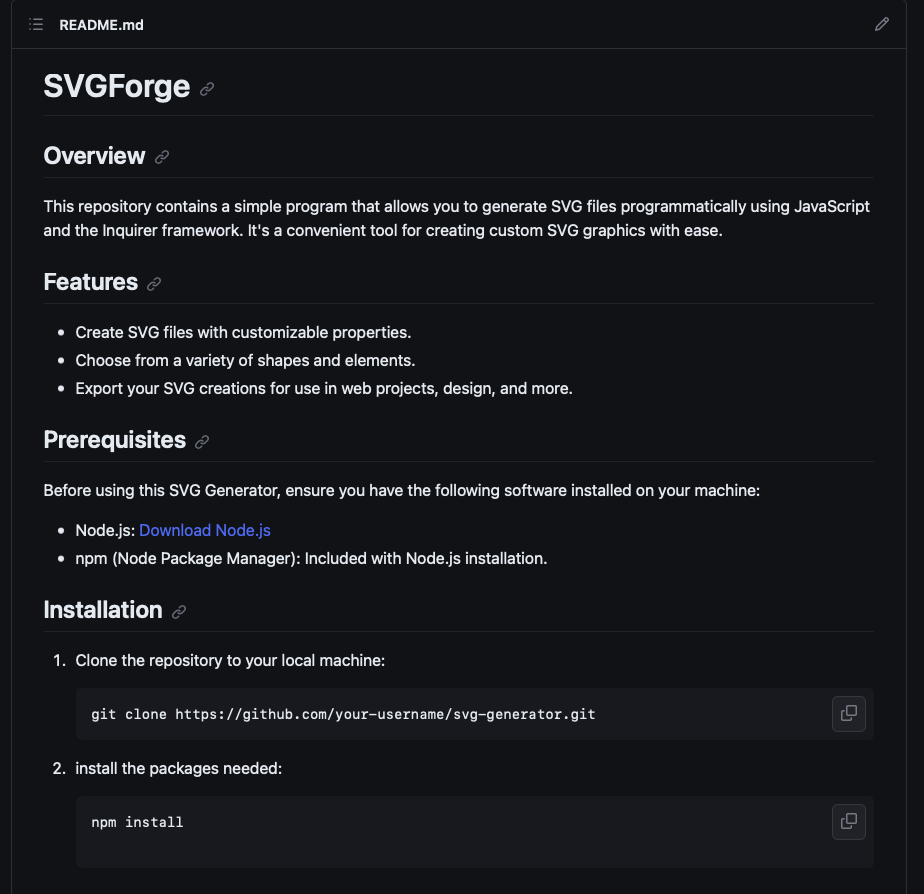 README.md
SVGForge
Overview
This repository contains a simple program that allows you to generate SVG files programmatically using JavaScript
and the Inquirer framework. It's a convenient tool for creating custom SVG graphics with ease.
Features
• Create SVG files with customizable properties.
• Choose from a variety of shapes and elements.
• Export your SVG creations for use in web projects, design, and more.
Prerequisites
Before using this SVG Generator, ensure you have the following software installed on your machine:
• Node.js: Download Node.js
• npm (Node Package Manager): Included with Node.js installation.
Installation
1. Clone the repository to your local machine:
git clone https://github.com/your-username/svg-generator.git
2. install the packages needed:
npm install